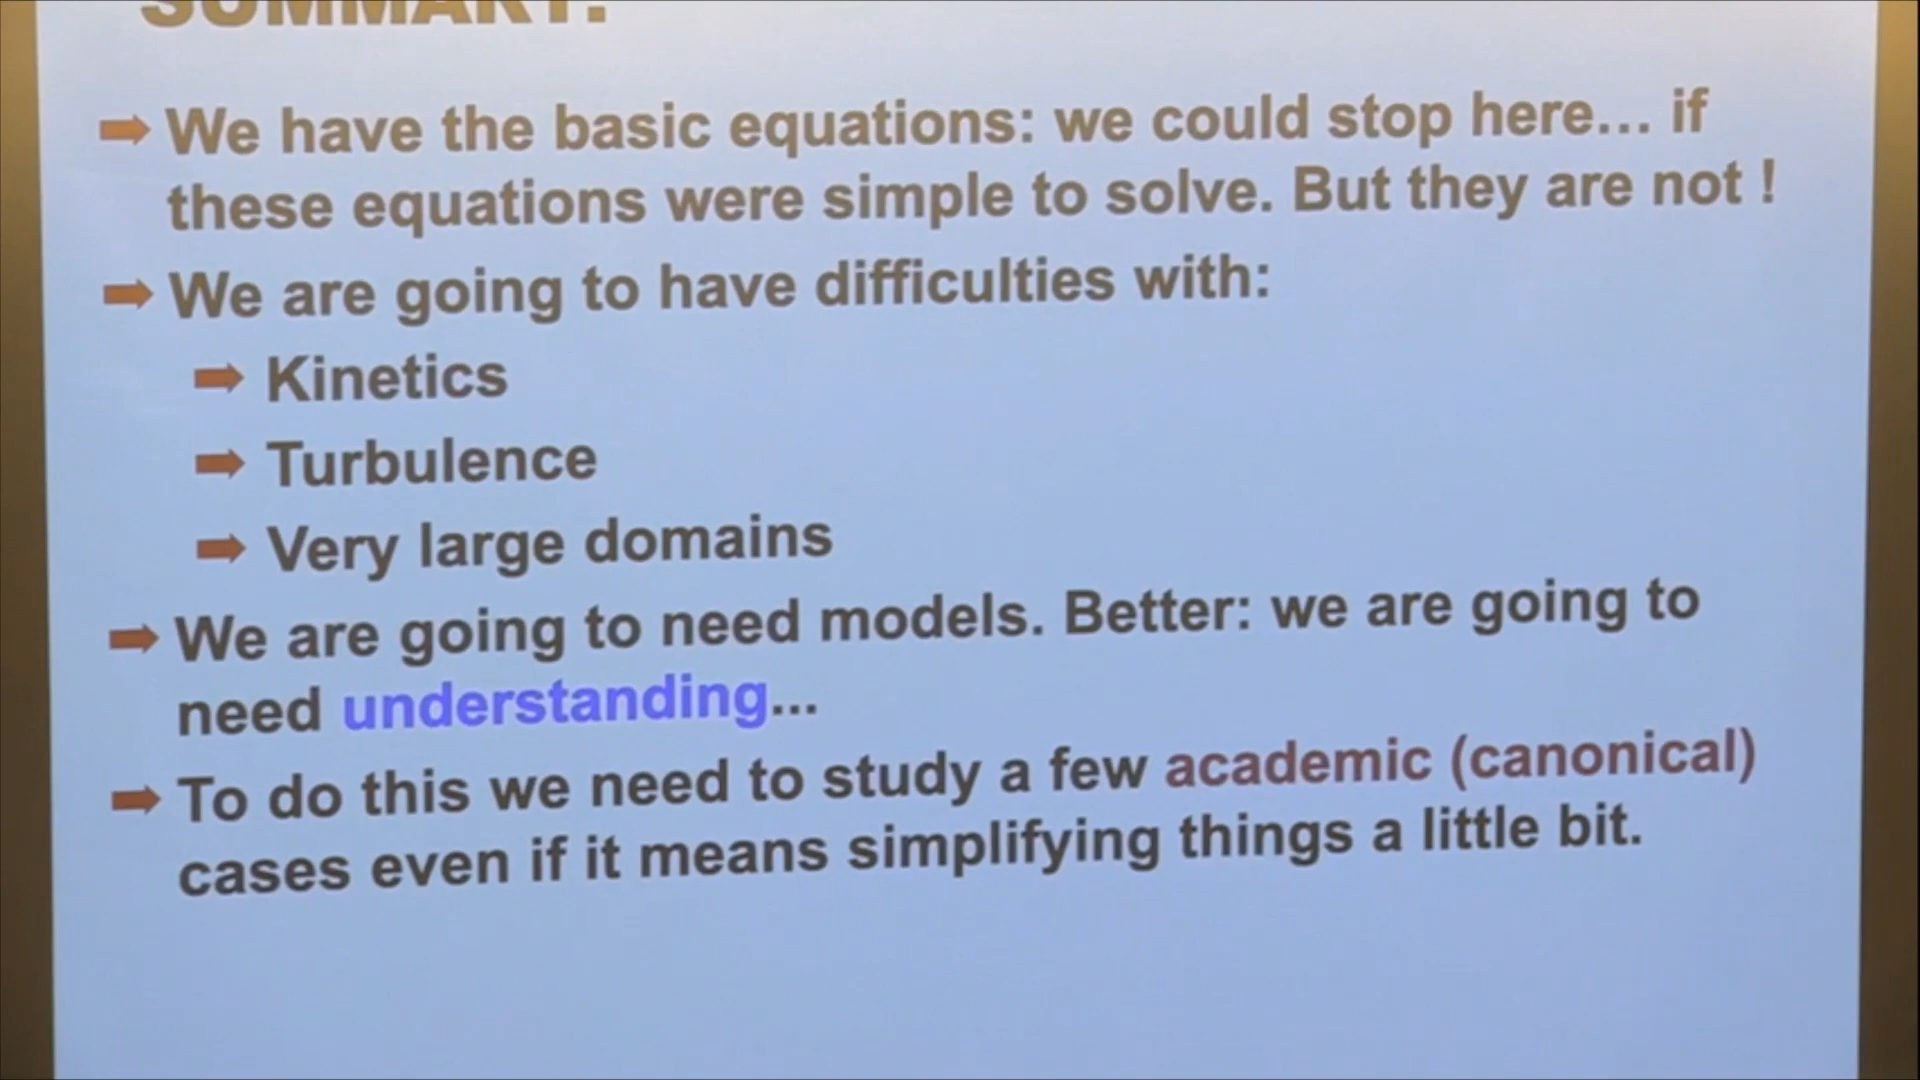 SUMMARY:
➡ We have the basic equations: we could stop here... if
these equations were simple to solve. But they are not !
➡ We are going to have difficulties with:
➡ Kinetics
➡ Turbulence
➡ Very large domains
➡ We are going to need models. Better: we are going to
need understanding...
➡ To do this we need to study a few academic (canonical)
cases even if it means simplifying things a little bit.